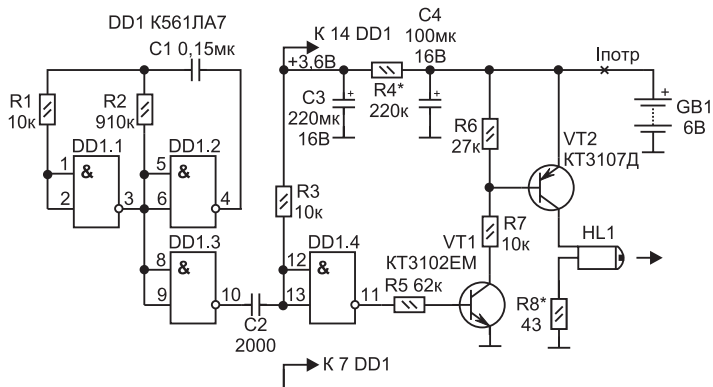 DD1 К561ЛА7
C1 0,15мк
R1
10к
R2
910к
DD1.1
&
1
2
3
DD1.2
&
5
6
4
DD1.3
&
8
9
10
C2
2000
К 14 DD1
+3,6В
C3
220мк
16В
R4*
220к
C4
100мк
16В
Iпотр
+
GB1
6В
R3
10к
DD1.4
&
12
13
11
R5 62к
R6
27к
R7
10к
VT1
КТ3102ЕМ
VT2
КТ3107Д
HL1
R8*
43
К 7 DD1